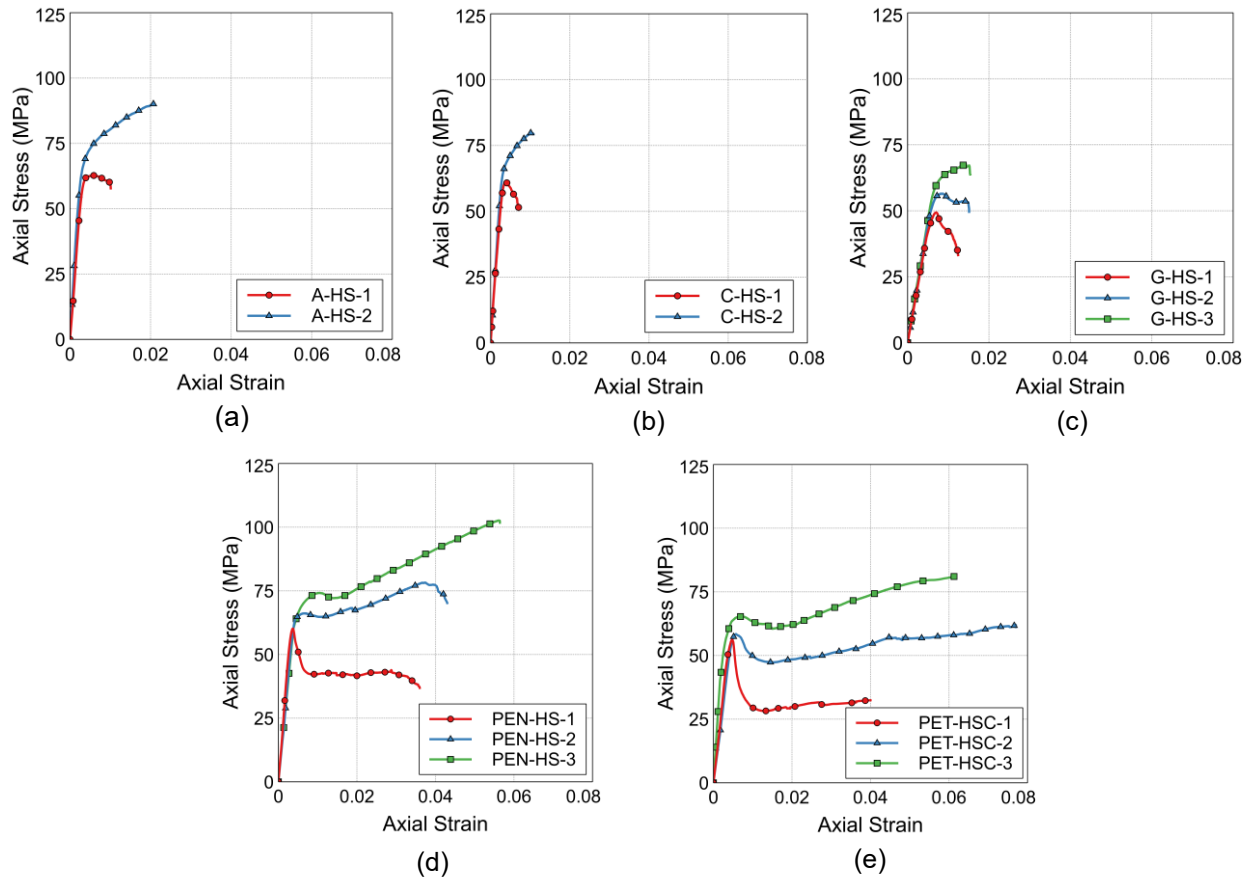 125
100
75
50
25
0
Axial Stress (MPa)
A-HS-1
A-HS-2
0
0.02
0.04
0.06
0.08
Axial Strain
(a)
125
100
75
50
25
0
Axial Stress (MPa)
C-HS-1
C-HS-2
0
0.02
0.04
0.06
0.08
Axial Strain
(b)
125
100
75
50
25
0
Axial Stress (MPa)
G-HS-1
G-HS-2
G-HS-3
0
0.02
0.04
0.06
0.08
Axial Strain
(c)
125
100
75
50
25
0
Axial Stress (MPa)
PEN-HS-1
PEN-HS-2
PEN-HS-3
0
0.02
0.04
0.06
0.08
Axial Strain
(d)
125
100
75
50
25
0
Axial Stress (MPa)
PET-HSC-1
PET-HSC-2
PET-HSC-3
0
0.02
0.04
0.06
0.08
Axial Strain
(e)